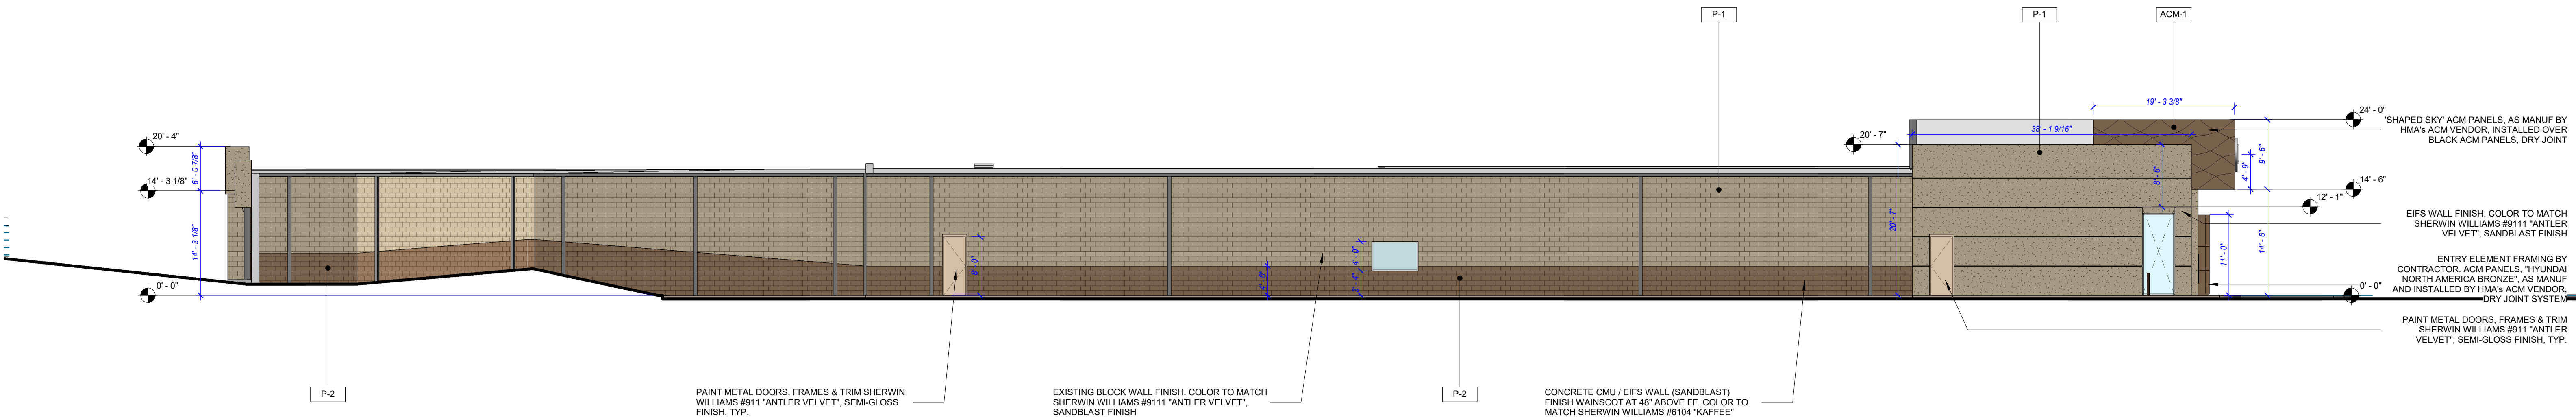 P-1
P-1
ACM-1
19' - 3 3/8"
24' - 0"
'SHAPED SKY' ACM PANELS, AS MANUF BY
HMA's ACM VENDOR, INSTALLED OVER
BLACK ACM PANELS, DRY JOINT
20' - 4"
20' - 7"
38' - 1 9/16"
6' - 0 7/8"
14' - 3 1/8"
9' - 6"
4' - 9"
8' - 6"
14' - 6"
12' - 1"
EIFS WALL FINISH. COLOR TO MATCH
SHERWIN WILLIAMS #9111 "ANTLER
VELVET", SANDBLAST FINISH
14' - 3 1/8"
20' - 7"
14' - 6"
11' - 0"
8' - 0"
4' - 0"
4' - 0"
3' - 4"
0' - 0"
0' - 0"
ENTRY ELEMENT FRAMING BY
CONTRACTOR. ACM PANELS, "HYUNDAI
NORTH AMERICA BRONZE", AS MANUF
AND INSTALLED BY HMA's ACM VENDOR,
DRY JOINT SYSTEM
PAINT METAL DOORS, FRAMES & TRIM
SHERWIN WILLIAMS #911 "ANTLER
VELVET", SEMI-GLOSS FINISH, TYP.
P-2
PAINT METAL DOORS, FRAMES & TRIM SHERWIN
WILLIAMS #911 "ANTLER VELVET", SEMI-GLOSS
FINISH, TYP.
EXISTING BLOCK WALL FINISH. COLOR TO MATCH
SHERWIN WILLIAMS #9111 "ANTLER VELVET",
SANDBLAST FINISH
P-2
CONCRETE CMU / EIFS WALL (SANDBLAST)
FINISH WAINSCOT AT 48" ABOVE FF. COLOR TO
MATCH SHERWIN WILLIAMS #6104 "KAFFEE"